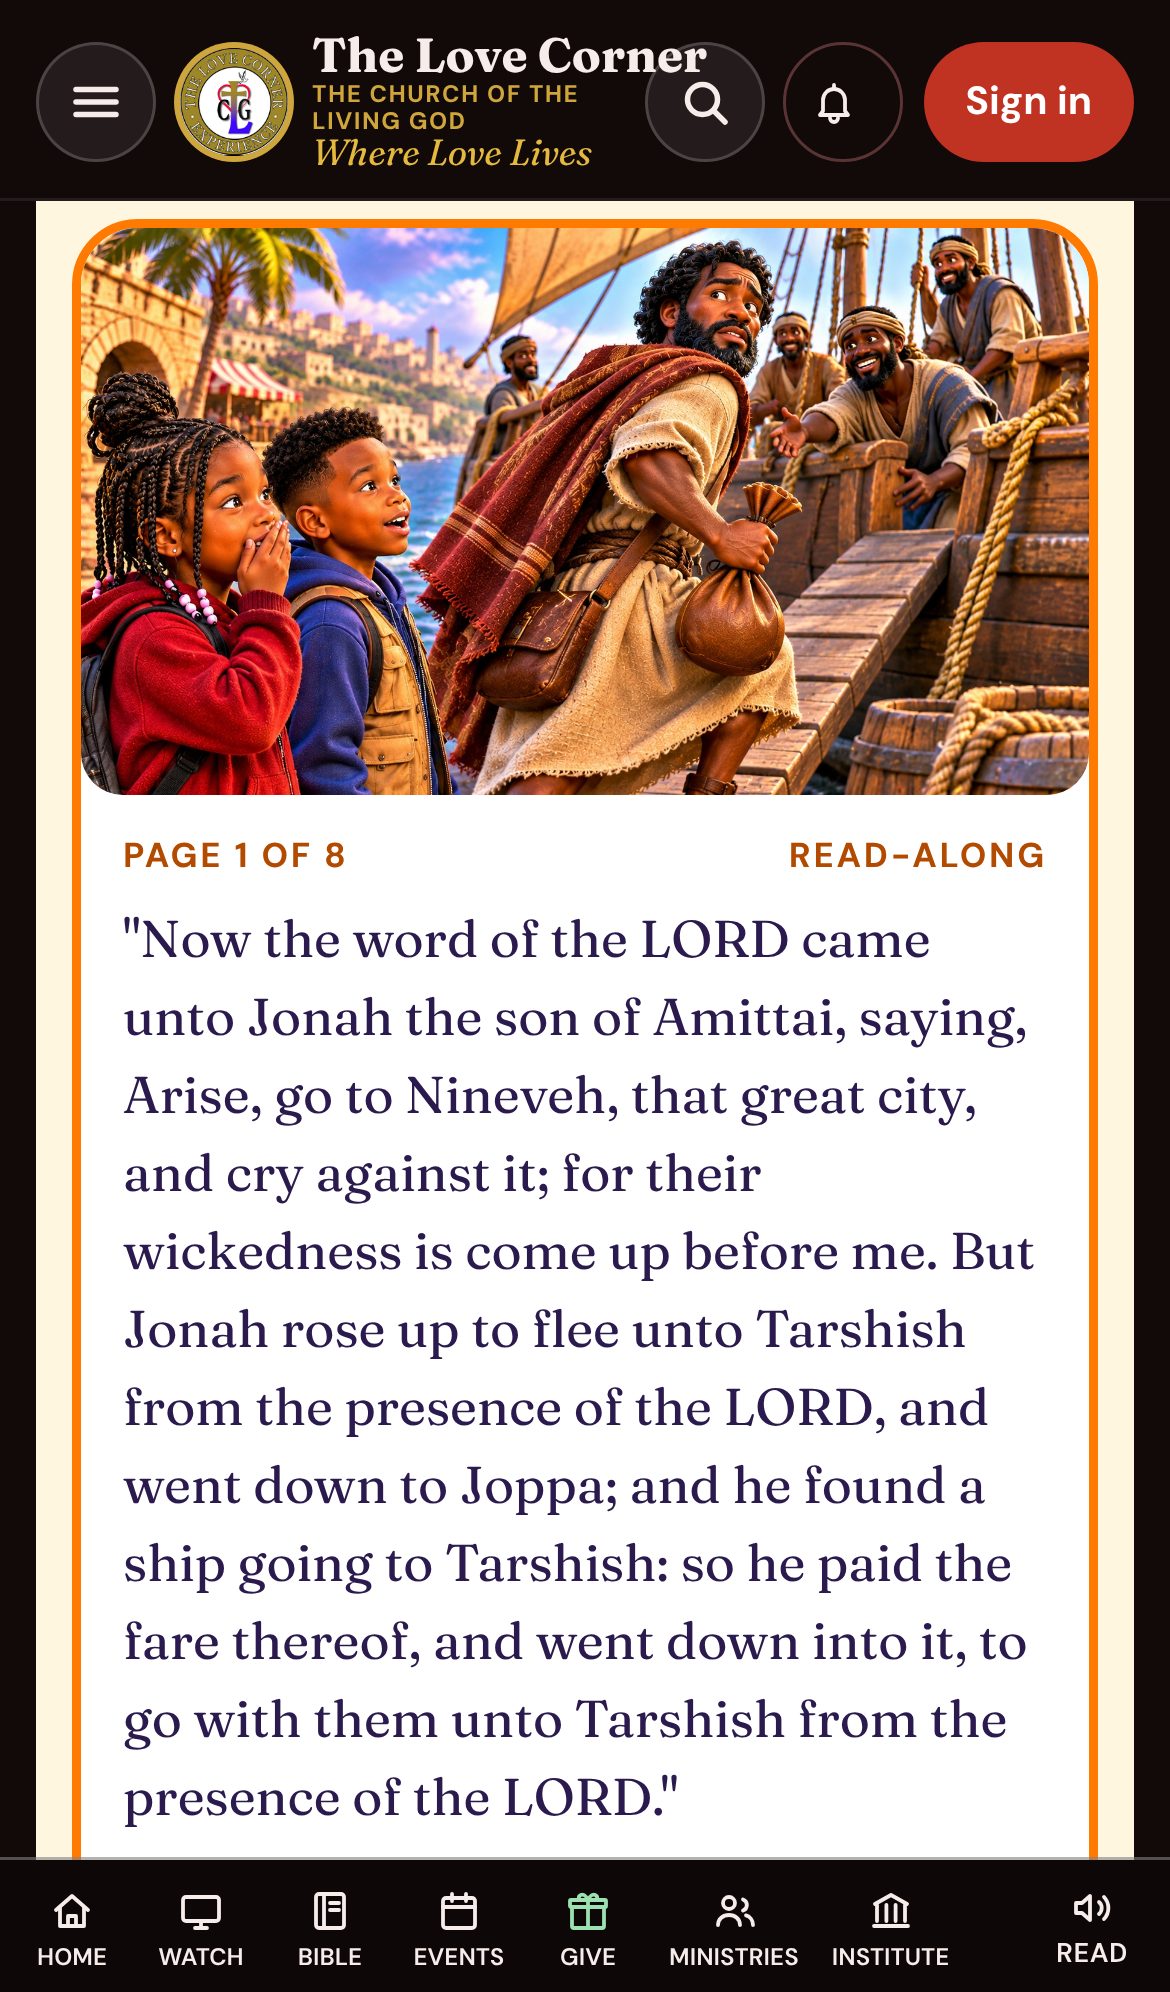 The Love Corner
THE CHURCH OF THE
LIVING GOD
Where Love Lives
THE LOVE CORNER
EXPERIENCE
Sign in
PAGE 1 OF 8
READ-ALONG
"Now the word of the LORD came
unto Jonah the son of Amittai, saying,
Arise, go to Nineveh, that great city,
and cry against it; for their
wickedness is come up before me. But
Jonah rose up to flee unto Tarshish
from the presence of the LORD, and
went down to Joppa; and he found a
ship going to Tarshish: so he paid the
fare thereof, and went down into it, to
go with them unto Tarshish from the
presence of the LORD."
HOME
WATCH
BIBLE
EVENTS
GIVE
MINISTRIES
INSTITUTE
READ